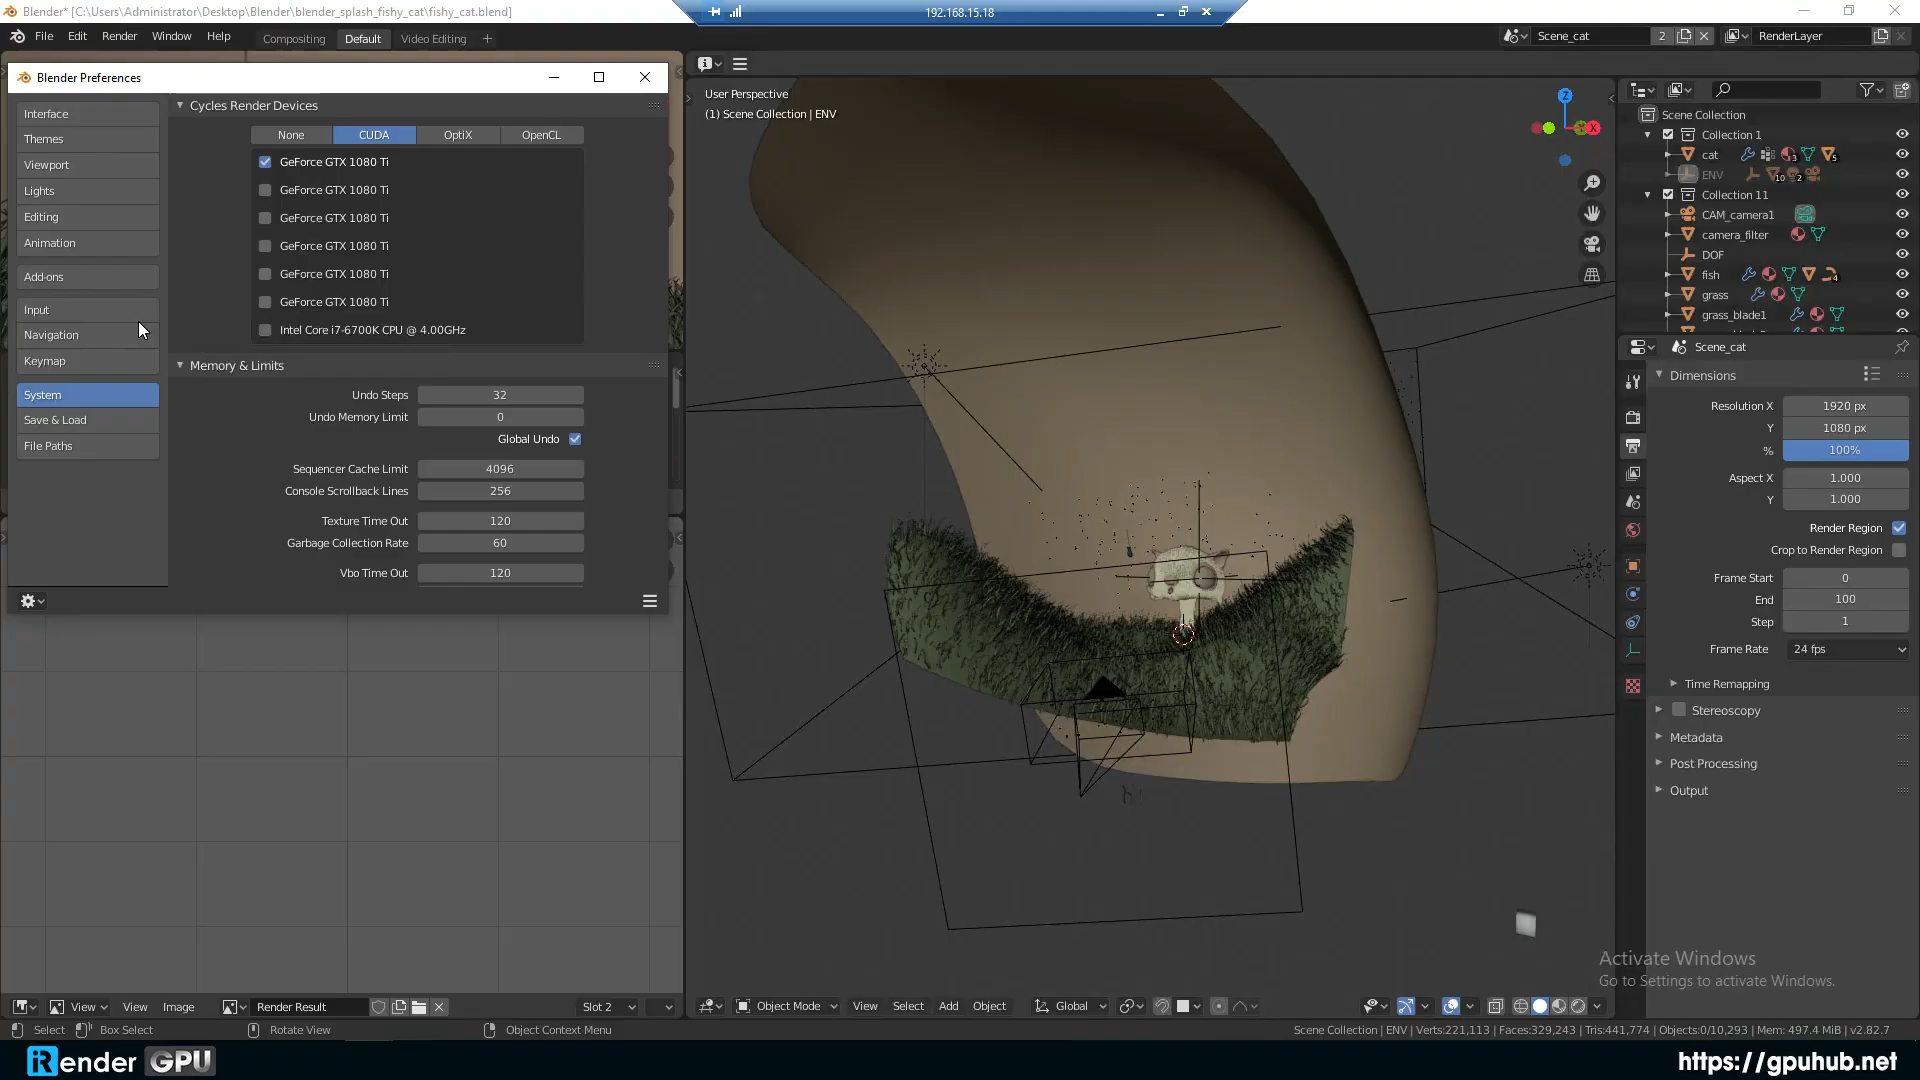 Blender* [C:\Users\Administrator\Desktop\Blender\blender_splash_fishy_cat\fishy_cat.blend]
192.168.15.18
File Edit Render Window Help
Compositing Default Video Editing
Scene_cat 2
RenderLayer
Blender Preferences
Interface
Themes
Viewport
Lights
Editing
Animation
Add-ons
Input
Navigation
Keymap
System
Save & Load
File Paths
Cycles Render Devices
None CUDA OptiX OpenCL
GeForce GTX 1080 Ti
GeForce GTX 1080 Ti
GeForce GTX 1080 Ti
GeForce GTX 1080 Ti
GeForce GTX 1080 Ti
GeForce GTX 1080 Ti
Intel Core i7-6700K CPU @ 4.00GHz
Memory & Limits
Undo Steps 32
Undo Memory Limit 0
Global Undo
Sequencer Cache Limit 4096
Console Scrollback Lines 256
Texture Time Out 120
Garbage Collection Rate 60
Vbo Time Out 120
User Perspective
(1) Scene Collection | ENV
Z
X
Scene Collection
Collection 1
cat 3 5
ENV 10 2
Collection 11
CAM_camera1
camera_filter
DOF
fish 4
grass
grass_blade1
Scene_cat
Dimensions
Resolution X 1920 px
Y 1080 px
% 100%
Aspect X 1.000
Y 1.000
Render Region
Crop to Render Region
Frame Start 0
End 100
Step 1
Frame Rate 24 fps
Time Remapping
Stereoscopy
Metadata
Post Processing
Output
Activate Windows
Go to Settings to activate Windows.
View View Image Render Result Slot 2
Object Mode View Select Add Object Global
Select Box Select Rotate View Object Context Menu
Scene Collection | ENV | Verts:221,113 | Faces:329,243 | Tris:441,774 | Objects:0/10,293 | Mem: 497.4 MiB | v2.82.7
iRender GPU
https://gpuhub.net